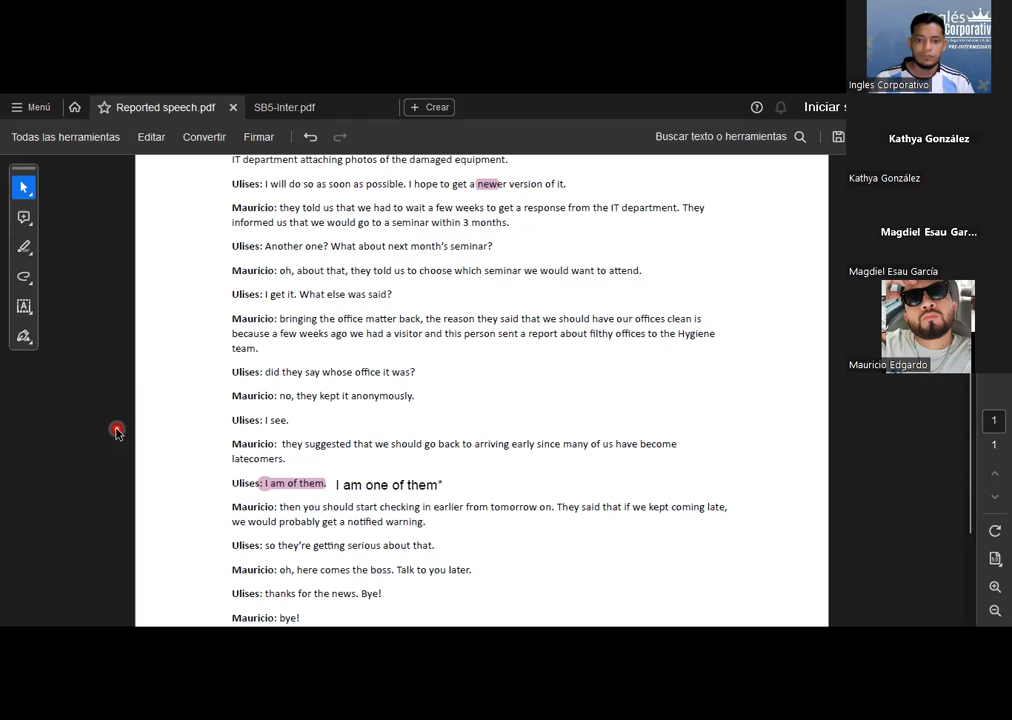 Inglés
Corporativo
PRE-INTERMEDIATE
Ingles Corporativo
Menú
Reported speech.pdf
SB5-Inter.pdf
Crear
Iniciar s
Todas las herramientas
Editar
Convertir
Firmar
Buscar texto o herramientas
Kathya González
Kathya González
Magdiel Esau Gar...
Magdiel Esau García
Mauricio Edgardo
IT department attaching photos of the damaged equipment.
Ulises: I will do so as soon as possible. I hope to get a newer version of it.
Mauricio: they told us that we had to wait a few weeks to get a response from the IT department. They
informed us that we would go to a seminar within 3 months.
Ulises: Another one? What about next month's seminar?
Mauricio: oh, about that, they told us to choose which seminar we would want to attend.
Ulises: I get it. What else was said?
Mauricio: bringing the office matter back, the reason they said that we should have our offices clean is
because a few weeks ago we had a visitor and this person sent a report about filthy offices to the Hygiene
team.
Ulises: did they say whose office it was?
Mauricio: no, they kept it anonymously.
Ulises: I see.
Mauricio: they suggested that we should go back to arriving early since many of us have become
latecomers.
Ulises: I am of them. I am one of them*
Mauricio: then you should start checking in earlier from tomorrow on. They said that if we kept coming late,
we would probably get a notified warning.
Ulises: so they're getting serious about that.
Mauricio: oh, here comes the boss. Talk to you later.
Ulises: thanks for the news. Bye!
Mauricio: bye!
1
1